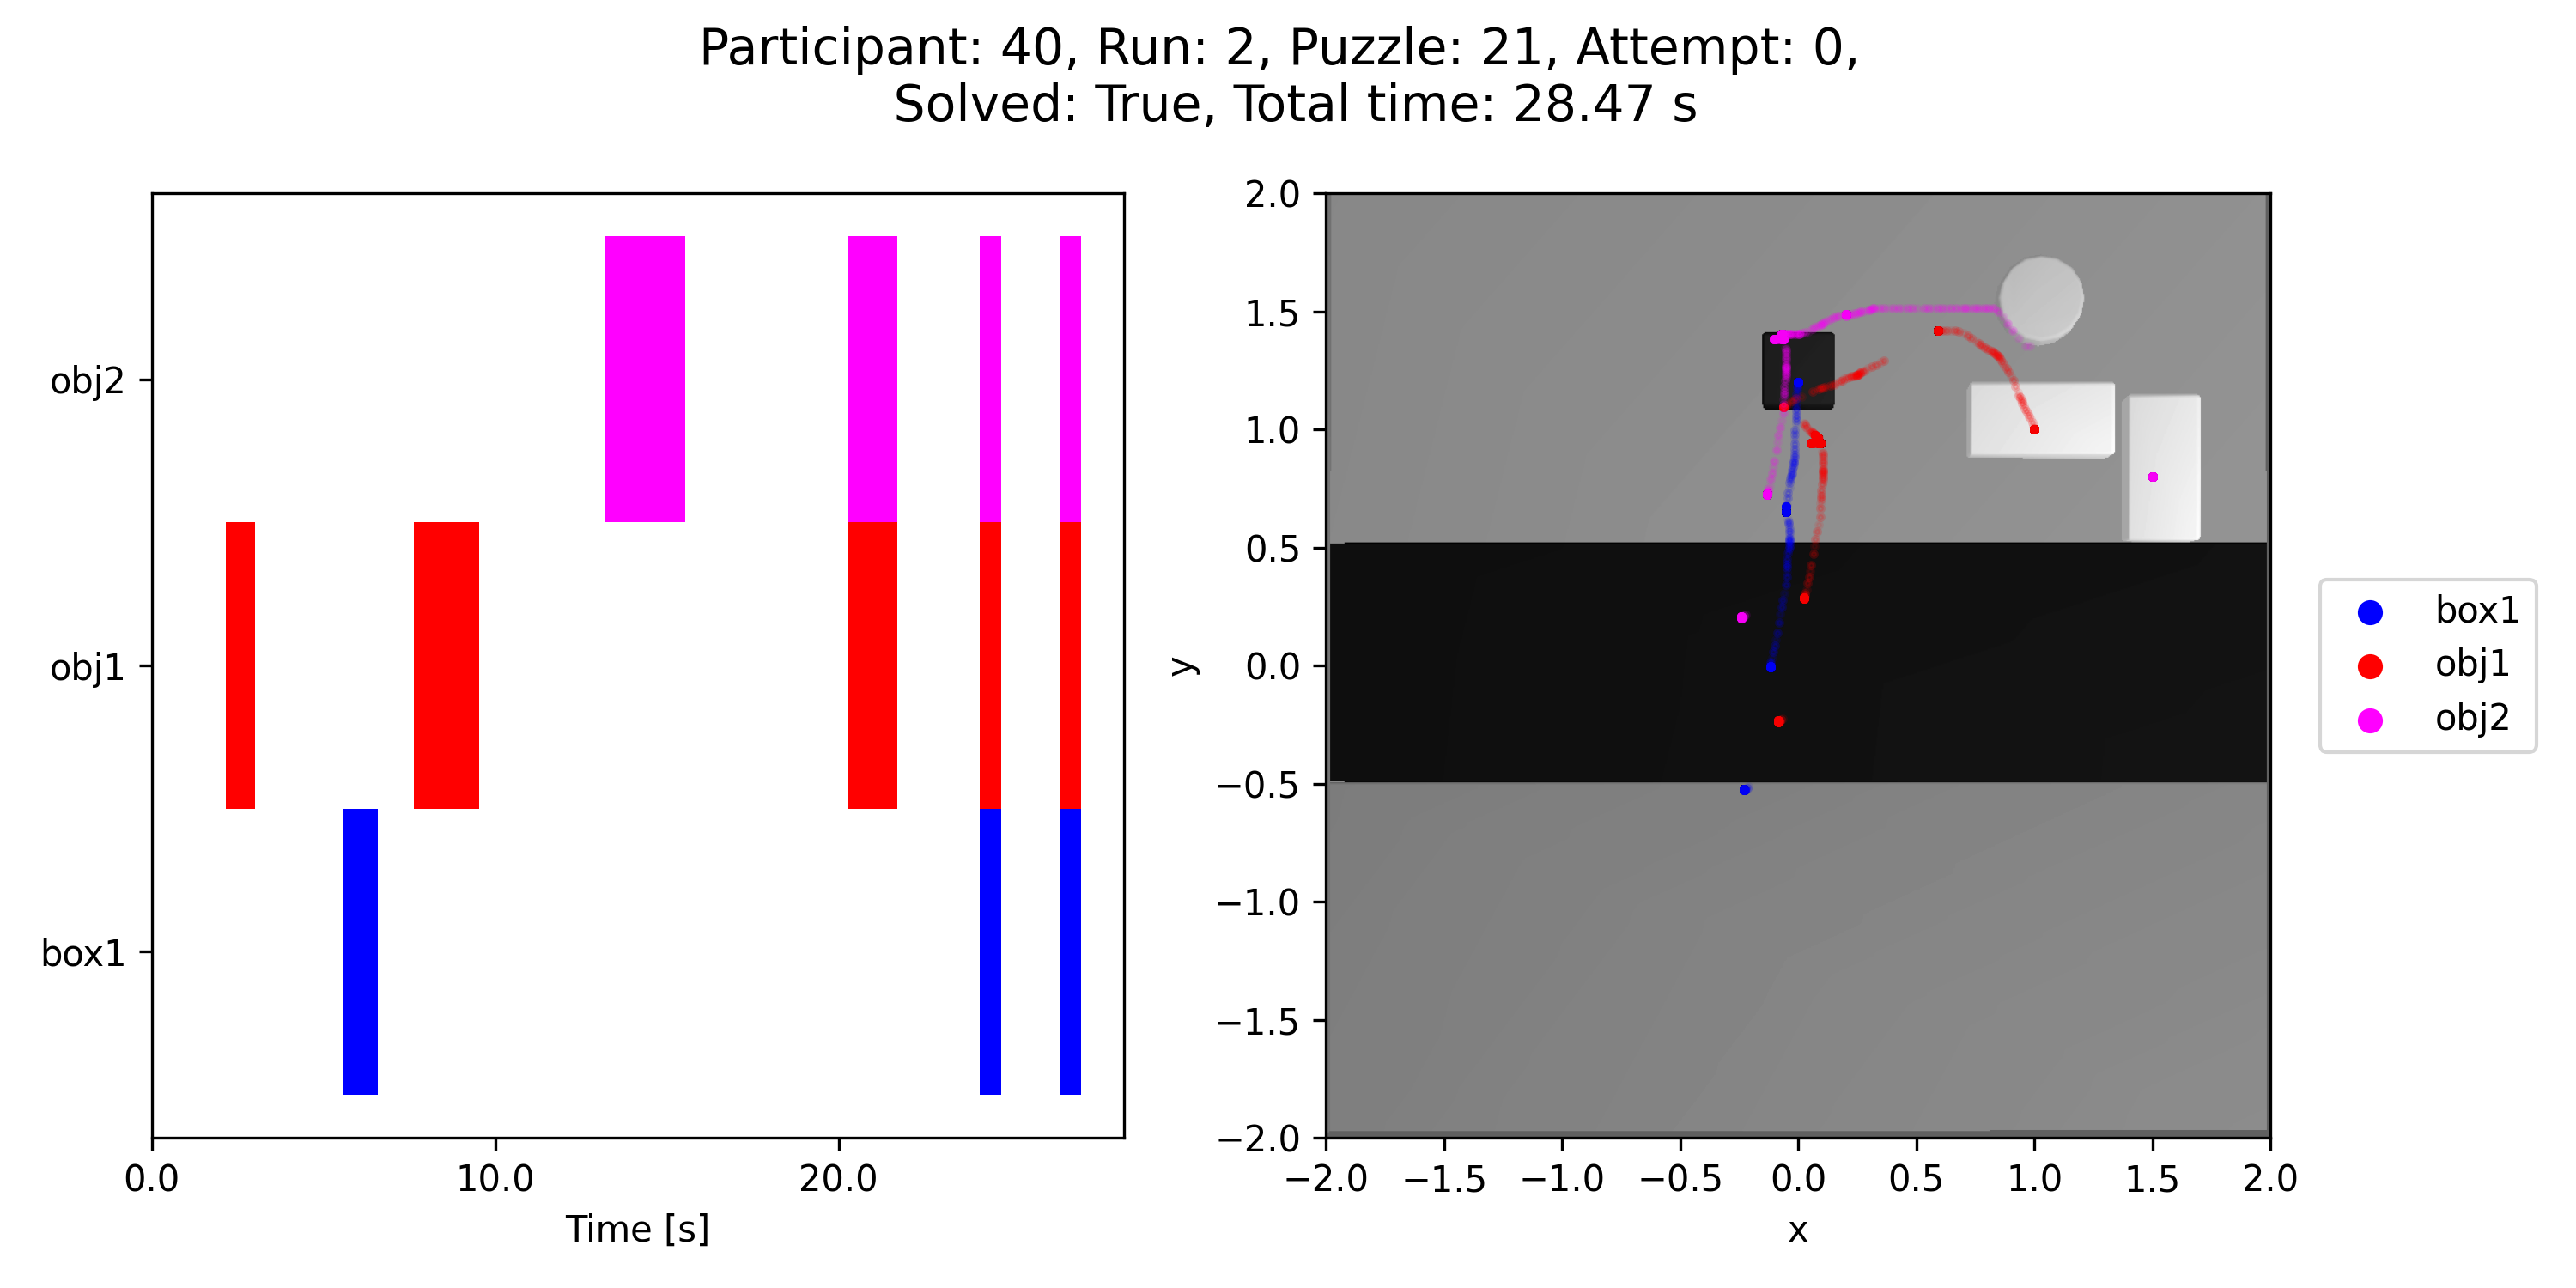 Participant: 40, Run: 2, Puzzle: 21, Attempt: 0,
Solved: True, Total time: 28.47 s
obj2
obj1
box1
0.0 10.0 20.0
Time [s]
2.0
1.5
1.0
0.5
0.0
−0.5
−1.0
−1.5
−2.0
y
−2.0 −1.5 −1.0 −0.5 0.0 0.5 1.0 1.5 2.0
x
box1
obj1
obj2